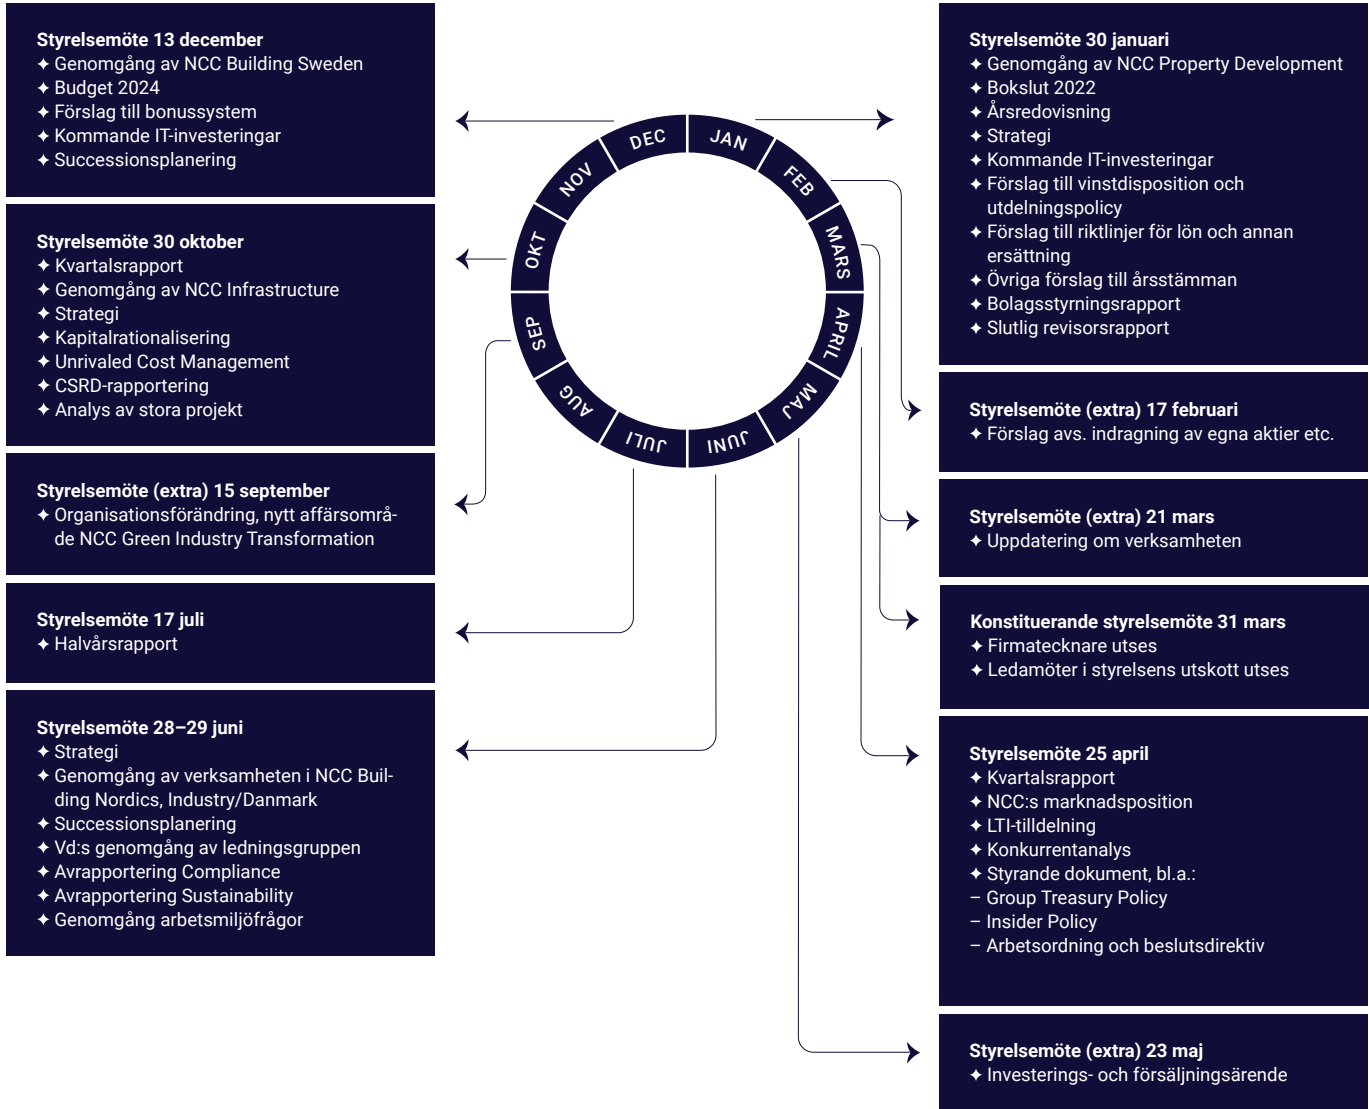 Styrelsemöte 13 december
✦ Genomgång av NCC Building Sweden
✦ Budget 2024
✦ Förslag till bonussystem
✦ Kommande IT-investeringar
✦ Successionsplanering
Styrelsemöte 30 oktober
✦ Kvartalsrapport
✦ Genomgång av NCC Infrastructure
✦ Strategi
✦ Kapitalrationalisering
✦ Unrivaled Cost Management
✦ CSRD-rapportering
✦ Analys av stora projekt
Styrelsemöte (extra) 15 september
✦ Organisationsförändring, nytt affärsområ-
de NCC Green Industry Transformation
Styrelsemöte 17 juli
✦ Halvårsrapport
Styrelsemöte 28–29 juni
✦ Strategi
✦ Genomgång av verksamheten i NCC Buil-
ding Nordics, Industry/Danmark
✦ Successionsplanering
✦ Vd:s genomgång av ledningsgruppen
✦ Avrapportering Compliance
✦ Avrapportering Sustainability
✦ Genomgång arbetsmiljöfrågor
JAN
FEB
MARS
APRIL
MAJ
JUNI
JULI
AUG
SEP
OKT
NOV
DEC
Styrelsemöte 30 januari
✦ Genomgång av NCC Property Development
✦ Bokslut 2022
✦ Årsredovisning
✦ Strategi
✦ Kommande IT-investeringar
✦ Förslag till vinstdisposition och
utdelningspolicy
✦ Förslag till riktlinjer för lön och annan
ersättning
✦ Övriga förslag till årsstämman
✦ Bolagsstyrningsrapport
✦ Slutlig revisorsrapport
Styrelsemöte (extra) 17 februari
✦ Förslag avs. indragning av egna aktier etc.
Styrelsemöte (extra) 21 mars
✦ Uppdatering om verksamheten
Konstituerande styrelsemöte 31 mars
✦ Firmatecknare utses
✦ Ledamöter i styrelsens utskott utses
Styrelsemöte 25 april
✦ Kvartalsrapport
✦ NCC:s marknadsposition
✦ LTI-tilldelning
✦ Konkurrentanalys
✦ Styrande dokument, bl.a.:
– Group Treasury Policy
– Insider Policy
– Arbetsordning och beslutsdirektiv
Styrelsemöte (extra) 23 maj
✦ Investerings- och försäljningsärende